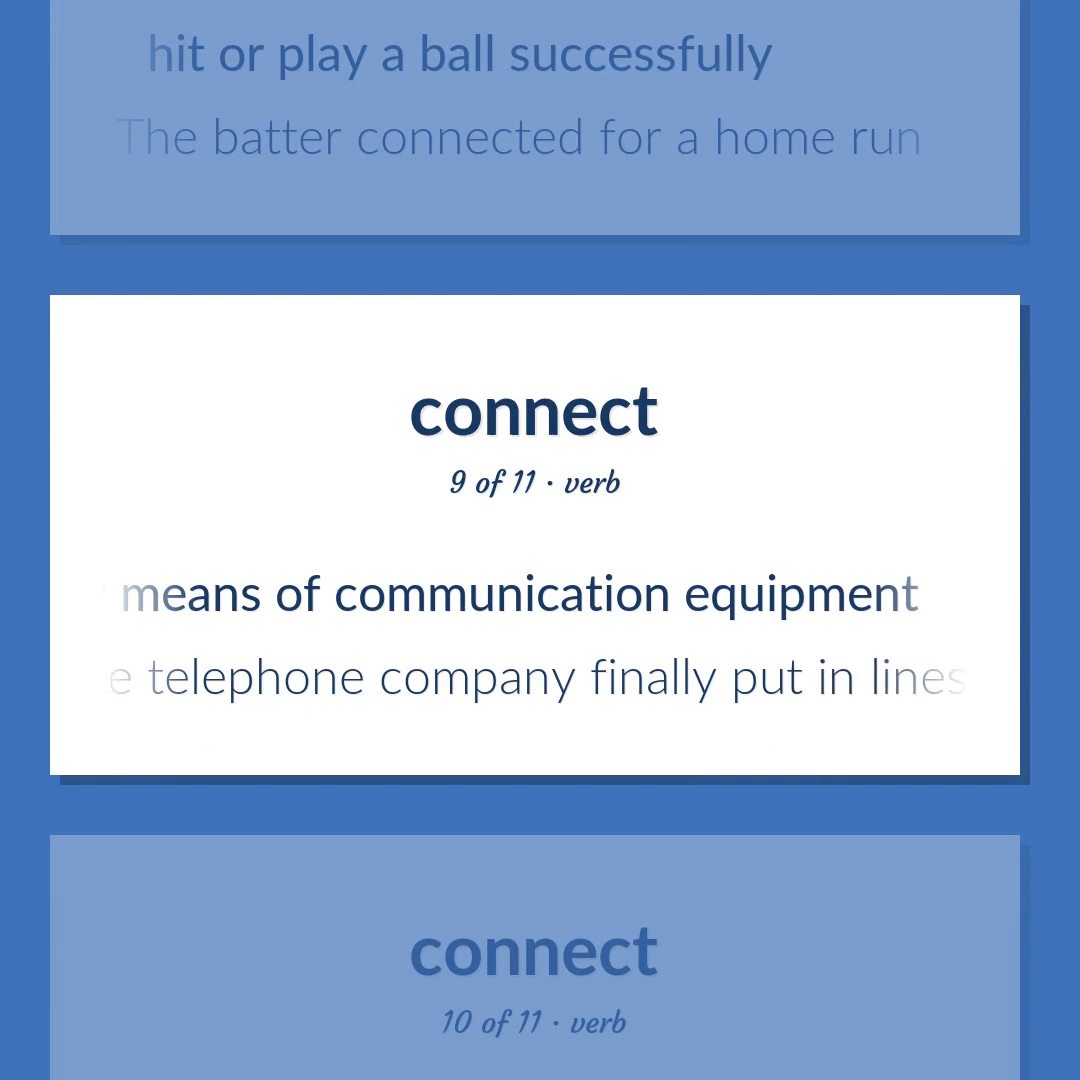 hit or play a ball successfully
The batter connected for a home run
connect
9 of 11 · verb
means of communication equipment
telephone company finally put in lines
connect
10 of 11 · verb